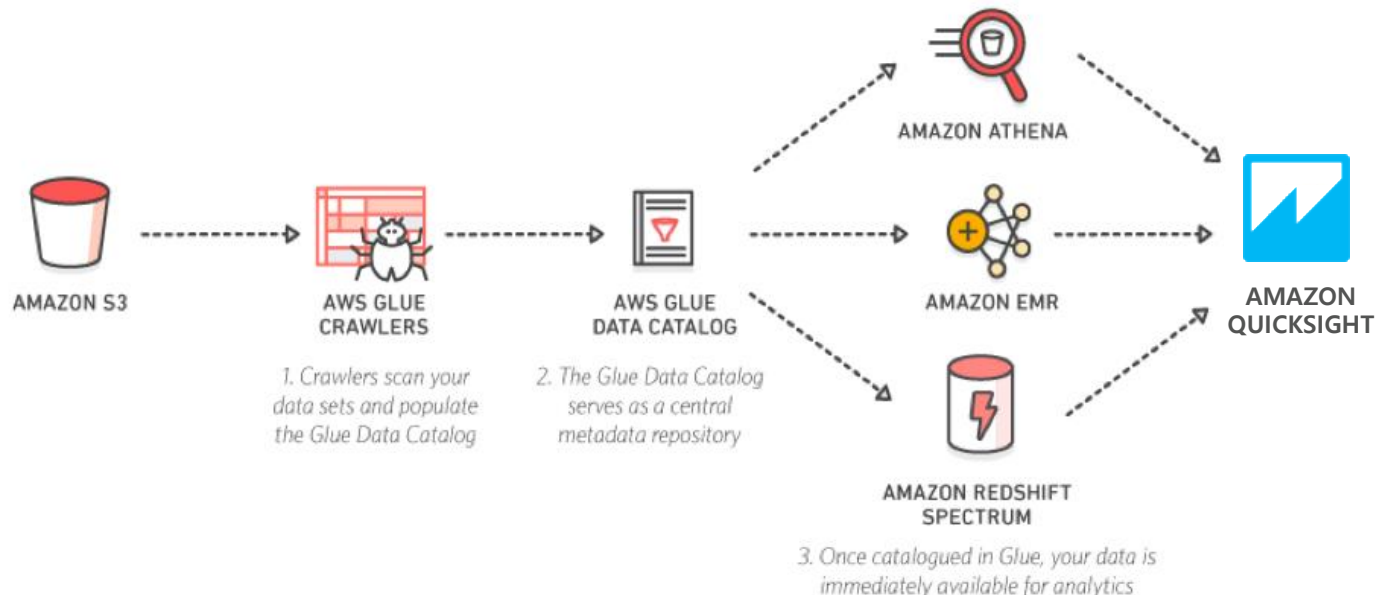 AMAZON S3
AWS GLUE
CRAWLERS
1. Crawlers scan your
data sets and populate
the Glue Data Catalog
AWS GLUE
DATA CATALOG
2. The Glue Data Catalog
serves as a central
metadata repository
AMAZON ATHENA
AMAZON EMR
AMAZON REDSHIFT
SPECTRUM
3. Once catalogued in Glue, your data is
immediately available for analytics
AMAZON
QUICKSIGHT